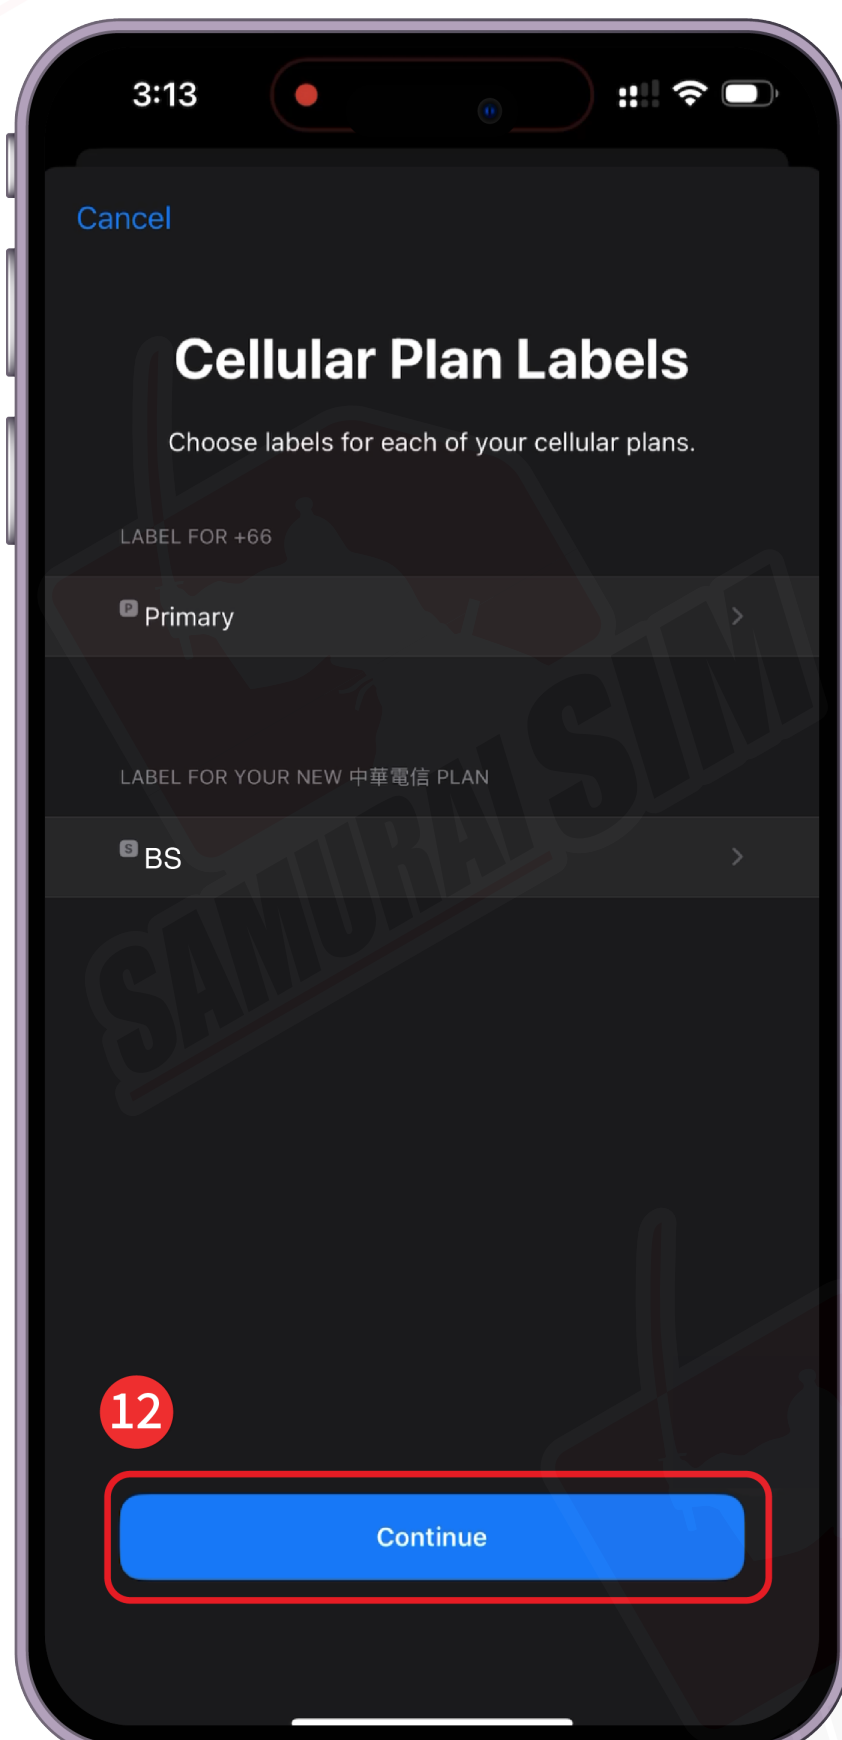 3:13
Cancel
Cellular Plan Labels
Choose labels for each of your cellular plans.
LABEL FOR +66
P Primary
LABEL FOR YOUR NEW 中華電信 PLAN
S BS
SAMURAI SIM
12
Continue